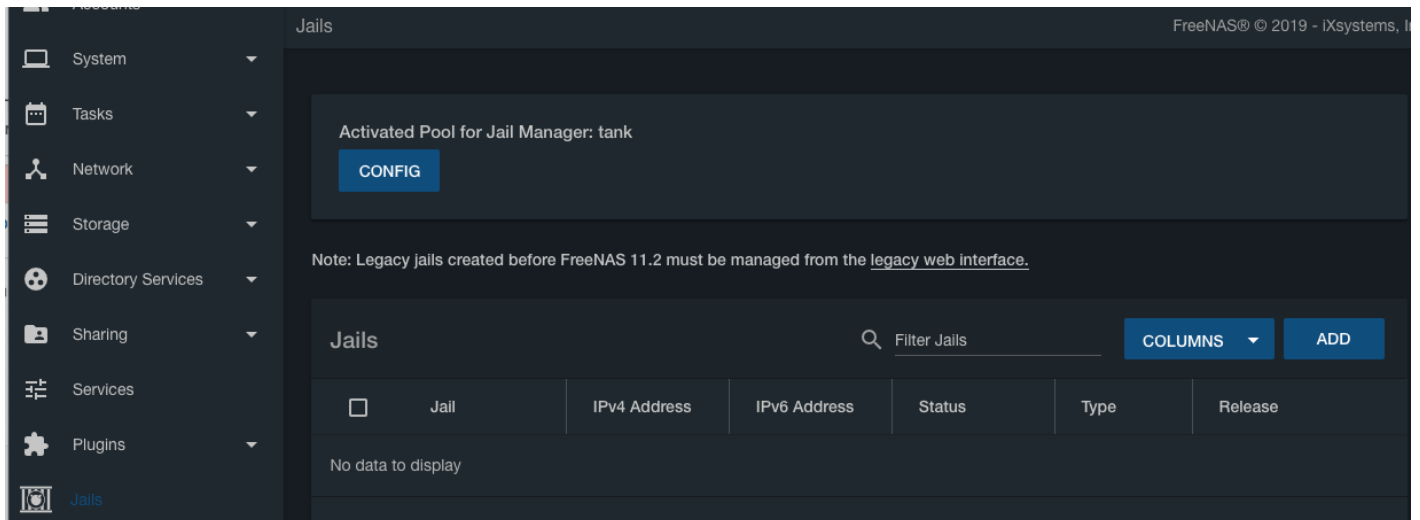 Accounts
Jails
FreeNAS® © 2019 - iXsystems,
System
Tasks
Network
Storage
Directory Services
Sharing
Services
Plugins
Jails
Activated Pool for Jail Manager: tank
CONFIG
Note: Legacy jails created before FreeNAS 11.2 must be managed from the legacy web interface.
Jails
Filter Jails
COLUMNS
ADD
Jail IPv4 Address IPv6 Address Status Type Release
No data to display